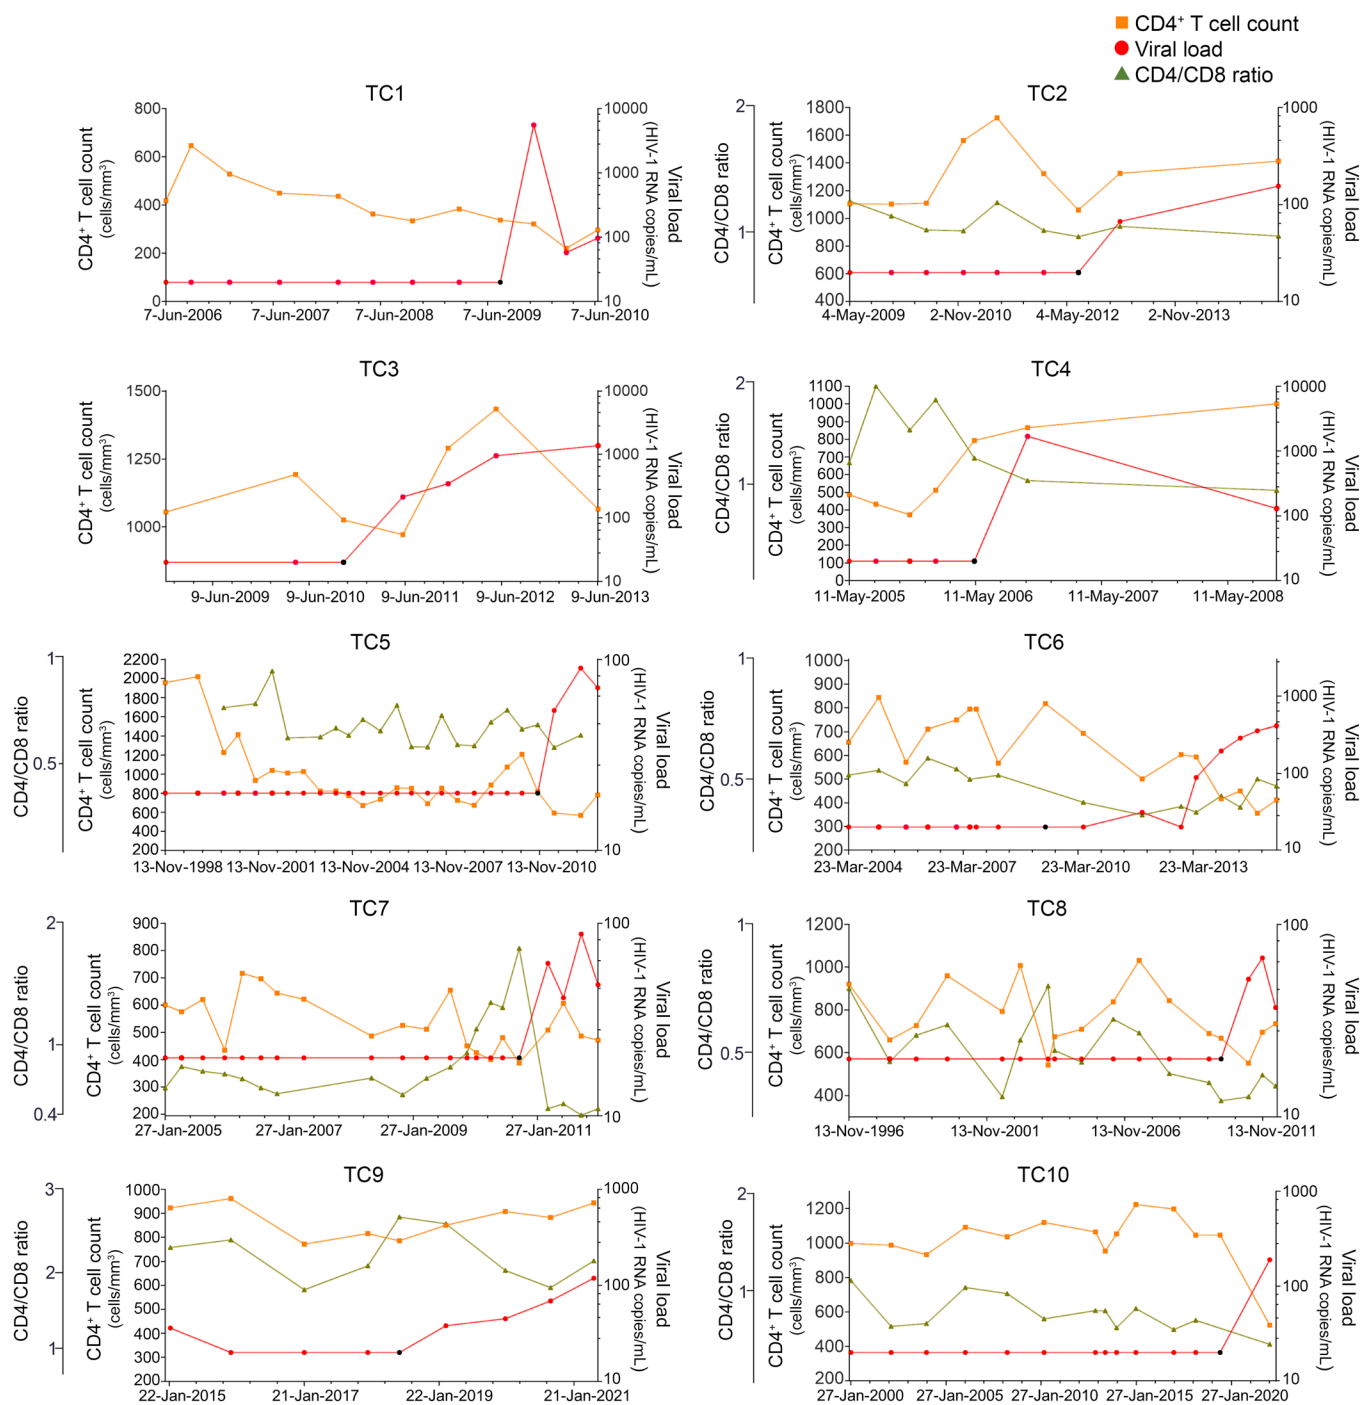 CD4⁺ T cell count
Viral load
CD4/CD8 ratio
TC1
CD4⁺ T cell count
(cells/mm³)
800
600
400
200
0
7-Jun-2006 7-Jun-2007 7-Jun-2008 7-Jun-2009 7-Jun-2010
10000
1000
100
10
Viral load
(HIV-1 RNA copies/mL)
TC2
CD4/CD8 ratio
2
1
CD4⁺ T cell count
(cells/mm³)
1800
1600
1400
1200
1000
800
600
400
4-May-2009 2-Nov-2010 4-May-2012 2-Nov-2013
1000
100
10
Viral load
(HIV-1 RNA copies/mL)
TC3
CD4⁺ T cell count
(cells/mm³)
1500
1250
1000
9-Jun-2009 9-Jun-2010 9-Jun-2011 9-Jun-2012 9-Jun-2013
10000
1000
100
10
Viral load
(HIV-1 RNA copies/mL)
TC4
CD4/CD8 ratio
2
1
CD4⁺ T cell count
(cells/mm³)
1100
1000
900
800
700
600
500
400
300
200
100
0
11-May-2005 11-May 2006 11-May-2007 11-May-2008
10000
1000
100
10
Viral load
(HIV-1 RNA copies/mL)
TC5
CD4/CD8 ratio
1
0.5
CD4⁺ T cell count
(cells/mm³)
2200
2000
1800
1600
1400
1200
1000
800
600
400
200
13-Nov-1998 13-Nov-2001 13-Nov-2004 13-Nov-2007 13-Nov-2010
100
10
Viral load
(HIV-1 RNA copies/mL)
TC6
CD4/CD8 ratio
1
0.5
CD4⁺ T cell count
(cells/mm³)
1000
900
800
700
600
500
400
300
200
23-Mar-2004 23-Mar-2007 23-Mar-2010 23-Mar-2013
1000
100
10
Viral load
(HIV-1 RNA copies/mL)
TC7
CD4/CD8 ratio
2
1
0.4
CD4⁺ T cell count
(cells/mm³)
900
800
700
600
500
400
300
200
27-Jan-2005 27-Jan-2007 27-Jan-2009 27-Jan-2011
100
10
Viral load
(HIV-1 RNA copies/mL)
TC8
CD4/CD8 ratio
1
0.5
CD4⁺ T cell count
(cells/mm³)
1200
1000
800
600
400
13-Nov-1996 13-Nov-2001 13-Nov-2006 13-Nov-2011
100
10
Viral load
(HIV-1 RNA copies/mL)
TC9
CD4/CD8 ratio
3
2
1
CD4⁺ T cell count
(cells/mm³)
1000
900
800
700
600
500
400
300
200
22-Jan-2015 21-Jan-2017 22-Jan-2019 21-Jan-2021
1000
100
10
Viral load
(HIV-1 RNA copies/mL)
TC10
CD4/CD8 ratio
2
1
CD4⁺ T cell count
(cells/mm³)
1200
1000
800
600
400
200
27-Jan-2000 27-Jan-2005 27-Jan-2010 27-Jan-2015 27-Jan-2020
1000
100
10
Viral load
(HIV-1 RNA copies/mL)